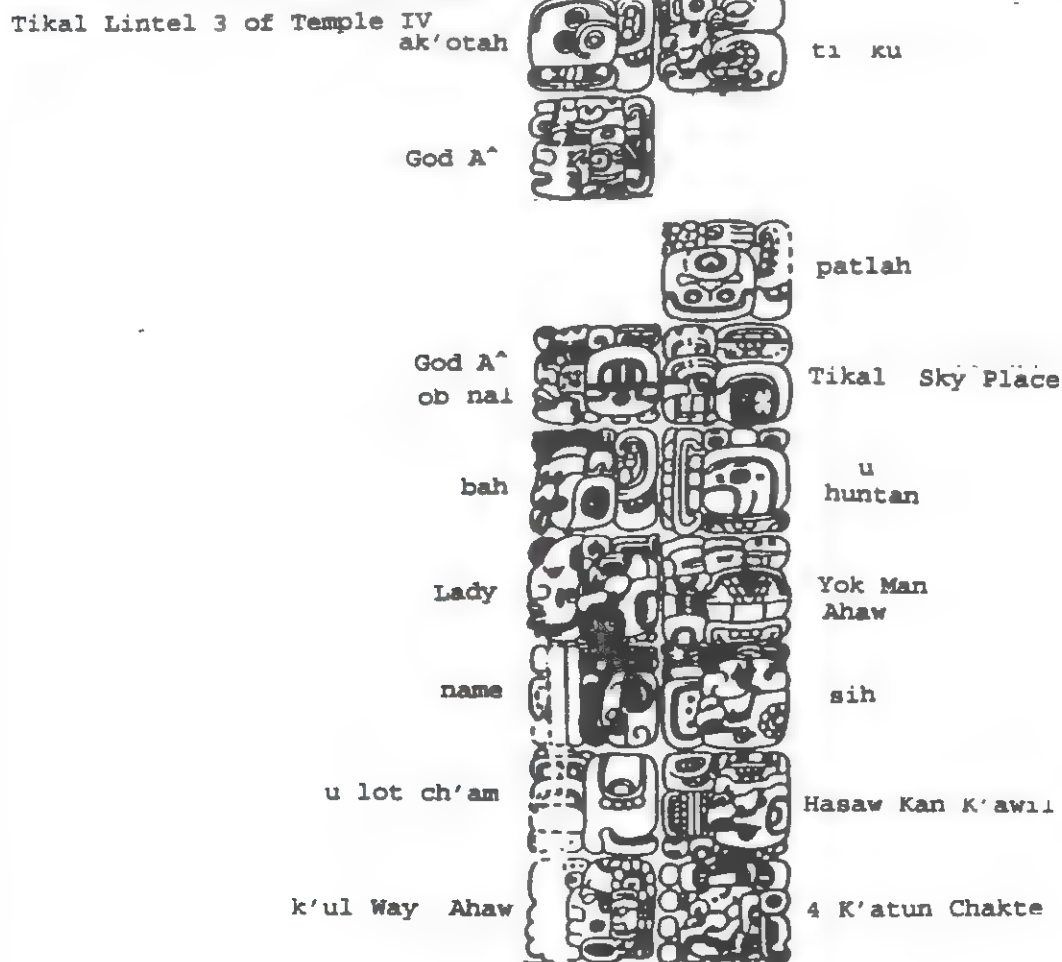 Tikal Lintel 3 of Temple IV
ak'otah
ti ku
God A^
patlah
God A^
ob nal
Tikal Sky Place
bah
u
huntan
Lady
Yok Man
Ahaw
name
sih
u lot ch'am
Hasaw Kan K'awil
k'ul Way Ahaw
4 K'atun Chakte